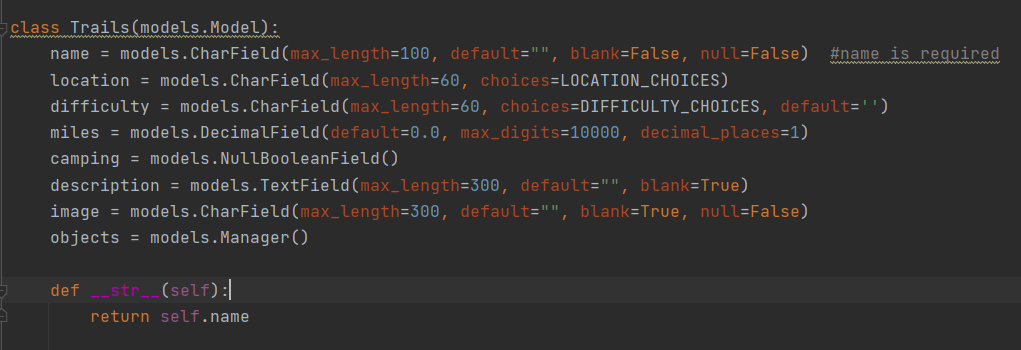 class Trails(models.Model):
    name = models.CharField(max_length=100, default="", blank=False, null=False)  #name is required
    location = models.CharField(max_length=60, choices=LOCATION_CHOICES)
    difficulty = models.CharField(max_length=60, choices=DIFFICULTY_CHOICES, default='')
    miles = models.DecimalField(default=0.0, max_digits=10000, decimal_places=1)
    camping = models.NullBooleanField()
    description = models.TextField(max_length=300, default="", blank=True)
    image = models.CharField(max_length=300, default="", blank=True, null=False)
    objects = models.Manager()
    def __str__(self):
        return self.name